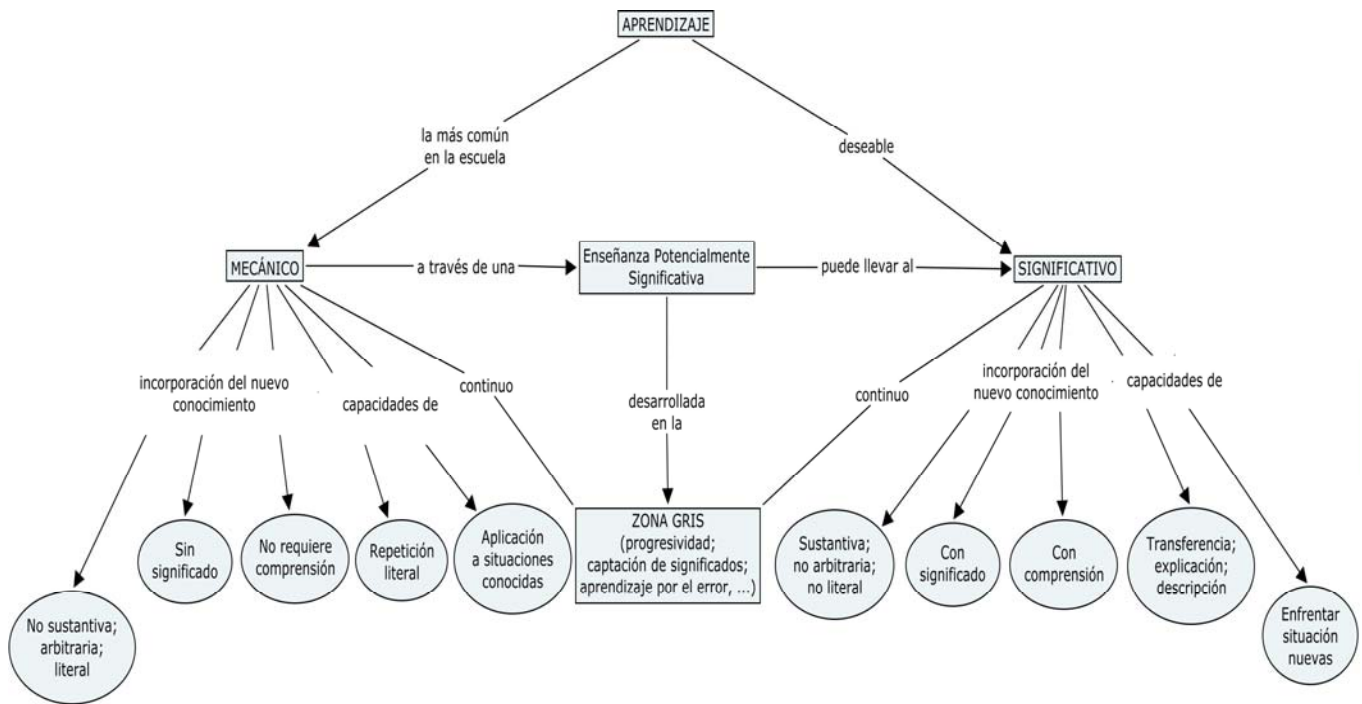 APRENDIZAJE
la más común
en la escuela
deseable
MECÁNICO
a través de una
Enseñanza Potencialmente
Significativa
puede llevar al
SIGNIFICATIVO
incorporación del nuevo
conocimiento
capacidades de
continuo
desarrollada
en la
continuo
incorporación del
nuevo conocimiento
capacidades de
No sustantiva;
arbitraria;
literal
Sin
significado
No requiere
comprensión
Repetición
literal
Aplicación
a situaciones
conocidas
ZONA GRIS
(progresividad;
captación de significados;
aprendizaje por el error, ...)
Sustantiva;
no arbitraria;
no literal
Con
significado
Con
comprensión
Transferencia;
explicación;
descripción
Enfrentar
situación
nuevas